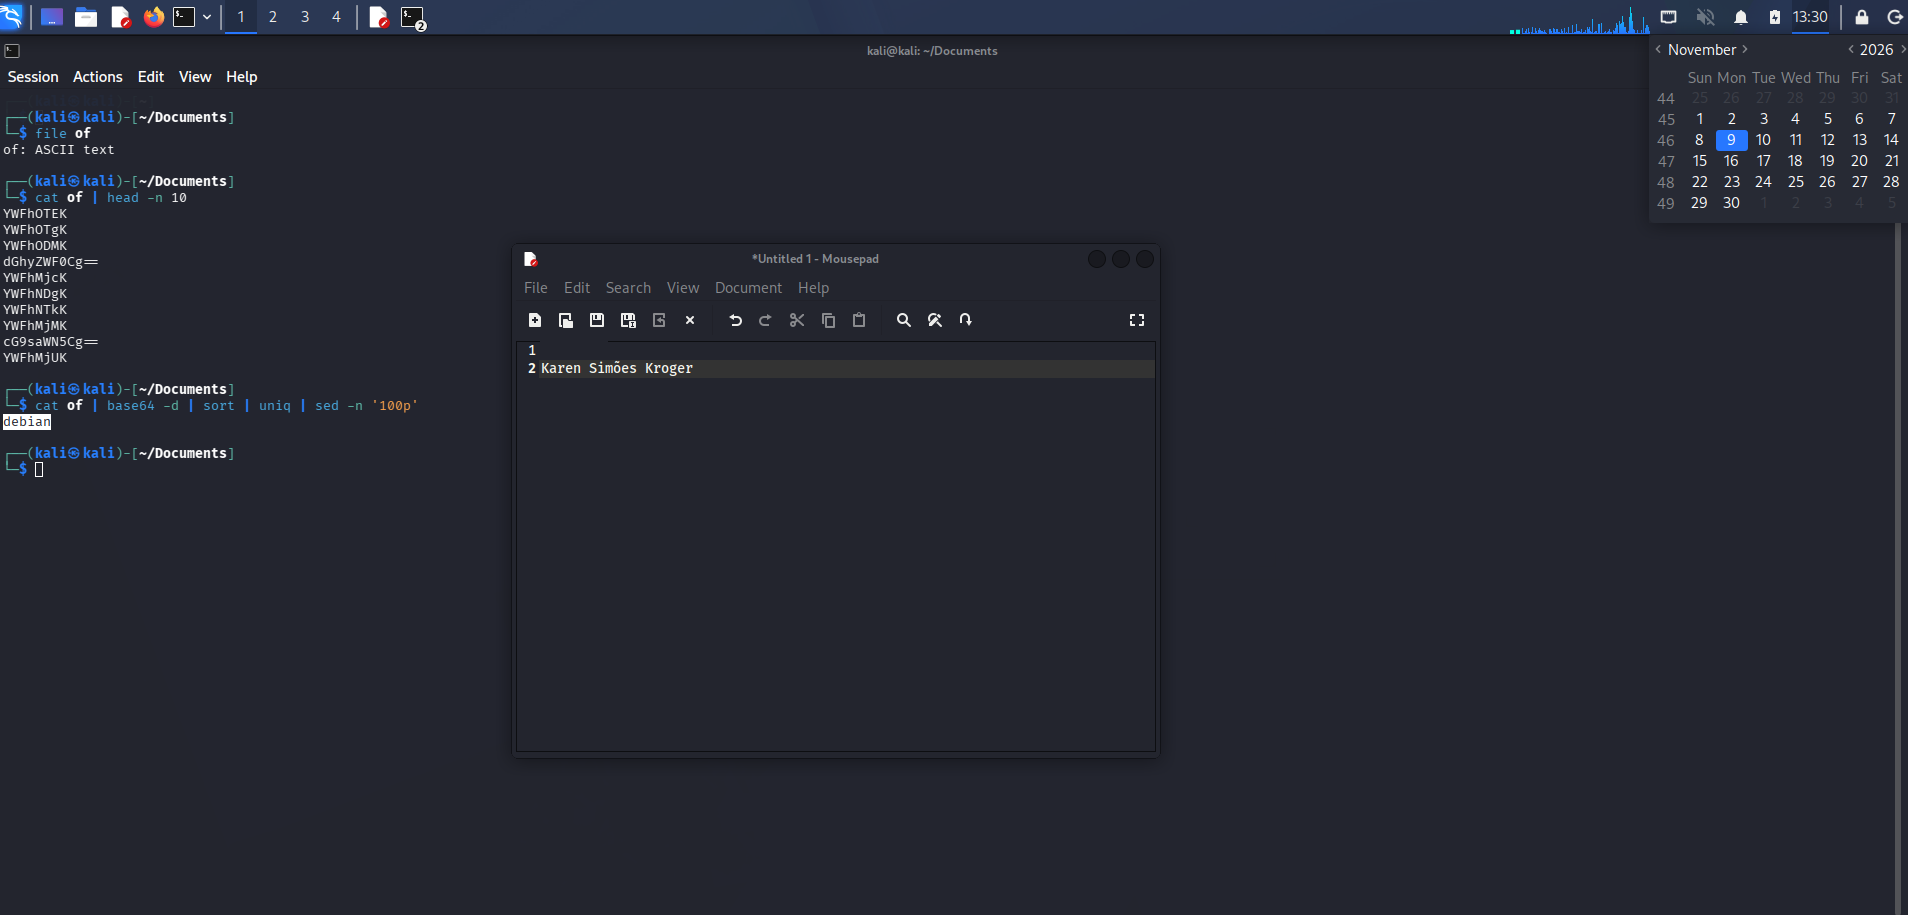 1 2 3 4 2 13:30
kali@kali: ~/Documents
Session Actions Edit View Help
┌──(kali㉿kali)-[~/Documents]
└─$ file of
of: ASCII text
┌──(kali㉿kali)-[~/Documents]
└─$ cat of | head -n 10
YWFhOTEK
YWFhOTgK
YWFhODMK
dGhyZWF0Cg==
YWFhMjcK
YWFhNDgK
YWFhNTkK
YWFhMjMK
cG9saWN5Cg==
YWFhMjUK
┌──(kali㉿kali)-[~/Documents]
└─$ cat of | base64 -d | sort | uniq | sed -n '100p'
debian
┌──(kali㉿kali)-[~/Documents]
└─$
*Untitled 1 - Mousepad
File Edit Search View Document Help
1
2 Karen Simões Kroger
November 2026
Sun Mon Tue Wed Thu Fri Sat
44 25 26 27 28 29 30 31
45 1 2 3 4 5 6 7
46 8 9 10 11 12 13 14
47 15 16 17 18 19 20 21
48 22 23 24 25 26 27 28
49 29 30 1 2 3 4 5